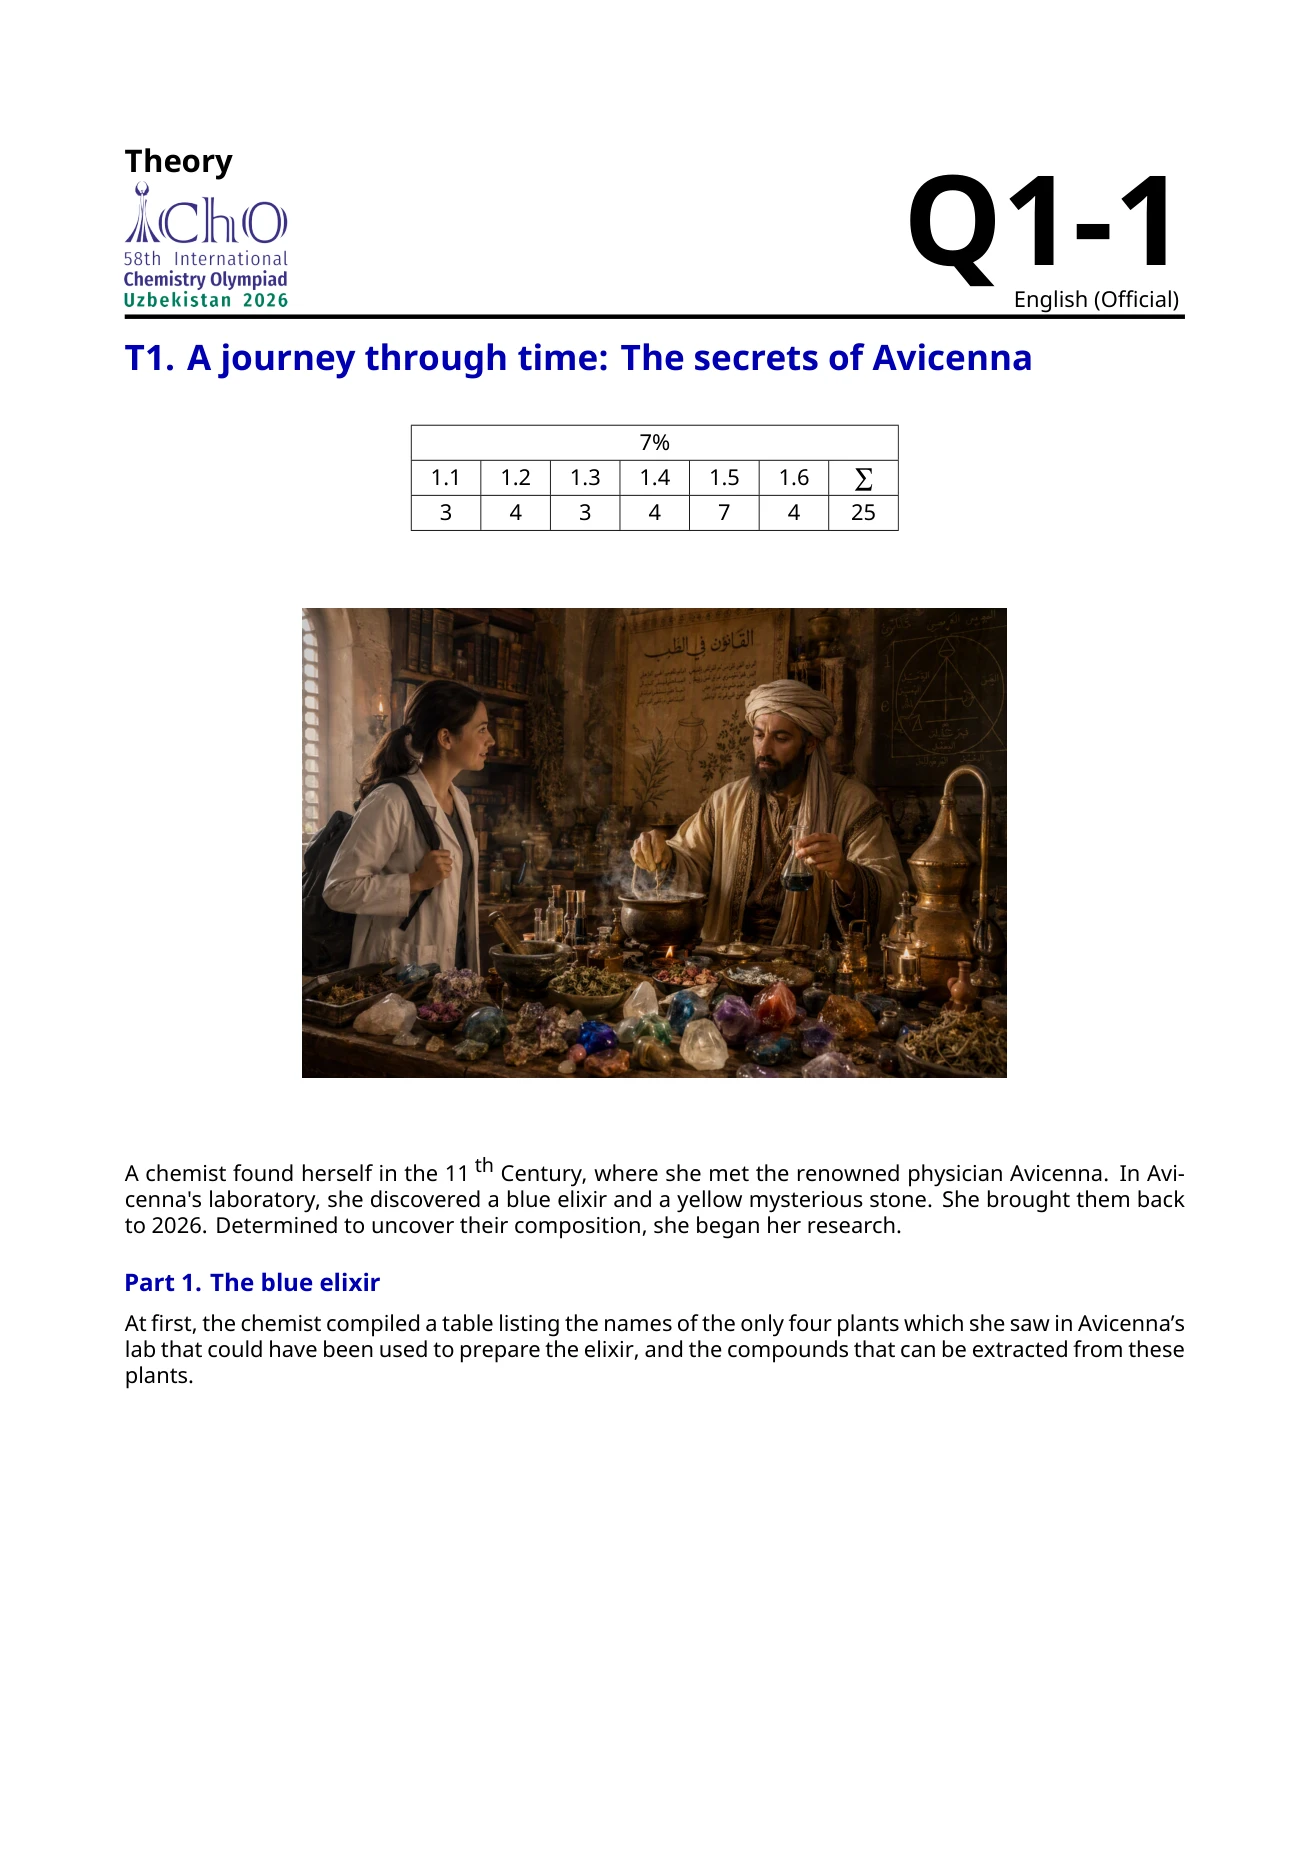 Theory
ichO
58th International
Chemistry Olympiad
Uzbekistan 2026
Q1-1
English (Official)
T1. A journey through time: The secrets of Avicenna
7%
1.1 1.2 1.3 1.4 1.5 1.6 Σ
3 4 3 4 7 4 25
القانون في الطب
A chemist found herself in the 11 th Century, where she met the renowned physician Avicenna. In Avi-
cenna's laboratory, she discovered a blue elixir and a yellow mysterious stone. She brought them back
to 2026. Determined to uncover their composition, she began her research.
Part 1. The blue elixir
At first, the chemist compiled a table listing the names of the only four plants which she saw in Avicenna’s
lab that could have been used to prepare the elixir, and the compounds that can be extracted from these
plants.